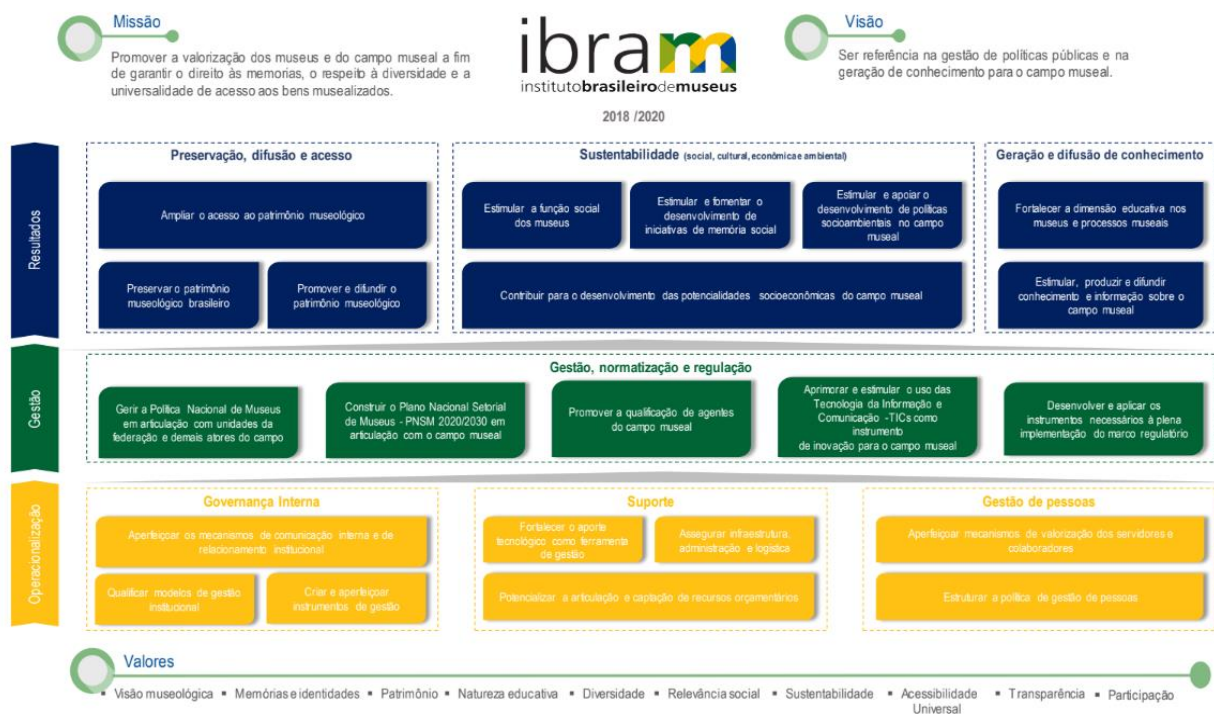 Missão
Promover a valorização dos museus e do campo museal a fim
de garantir o direito às memorias, o respeito à diversidade e a
universalidade de acesso aos bens musealizados.
ibram
institutobrasileirodemuseus
2018 /2020
Visão
Ser referência na gestão de políticas públicas e na
geração de conhecimento para o campo museal.
Resultados
Preservação, difusão e acesso
Ampliar o acesso ao patrimônio museológico
Preservar o patrimônio
museológico brasileiro
Promover e difundir o
patrimônio museológico
Sustentabilidade (social, cultural, econômica e ambiental)
Estimular a função social
dos museus
Estimular e fomentar o
desenvolvimento de
iniciativas de memória social
Estimular e apoiar o
desenvolvimento de políticas
socioambientais no campo
museal
Contribuir para o desenvolvimento das potencialidades socioeconômicas do campo museal
Geração e difusão de conhecimento
Fortalecer a dimensão educativa nos
museus e processos museais
Estimular, produzir e difundir
conhecimento e informação sobre o
campo museal
Gestão
Gestão, normatização e regulação
Gerir a Política Nacional de Museus
em articulação com unidades da
federação e demais atores do campo
Construir o Plano Nacional Setorial
de Museus - PNSM 2020/2030 em
articulação com o campo museal
Promover a qualificação de agentes
do campo museal
Aprimorar e estimular o uso das
Tecnologia da Informação e
Comunicação -TICs como
instrumento
de inovação para o campo museal
Desenvolver e aplicar os
instrumentos necessários à plena
implementação do marco regulatório
Operacionalização
Governança Interna
Aperfeiçoar os mecanismos de comunicação interna e de
relacionamento institucional
Qualificar modelos de gestão
institucional
Criar e aperfeiçoar
instrumentos de gestão
Suporte
Fortalecer o aporte
tecnológico como ferramenta
de gestão
Assegurar infraestrutura,
administração e logística
Potencializar a articulação e captação de recursos orçamentários
Gestão de pessoas
Aperfeiçoar mecanismos de valorização dos servidores e
colaboradores
Estruturar a política de gestão de pessoas
Valores
▪ Visão museológica ▪ Memórias e identidades ▪ Patrimônio ▪ Natureza educativa ▪ Diversidade ▪ Relevância social ▪ Sustentabilidade ▪ Acessibilidade Universal ▪ Transparência ▪ Participação